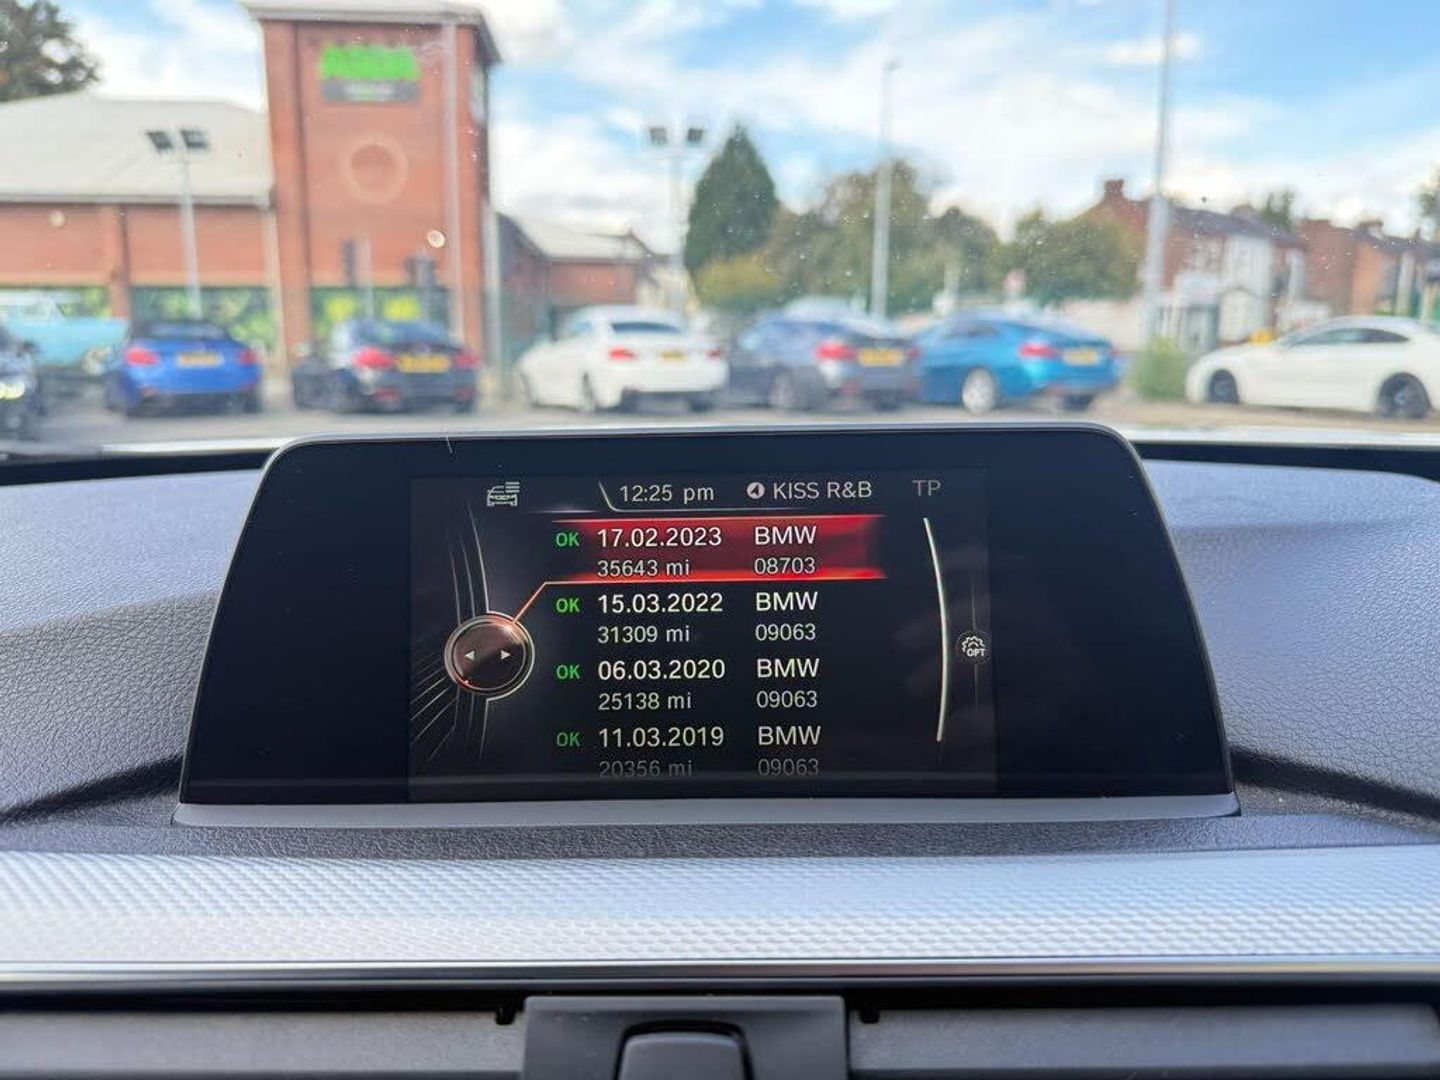 ASDA
12:25 pm KISS R&B TP
OK 17.02.2023 BMW
35643 mi 08703
OK 15.03.2022 BMW
31309 mi 09063
OK 06.03.2020 BMW
25138 mi 09063
OPT
OK 11.03.2019 BMW
20356 mi 09063